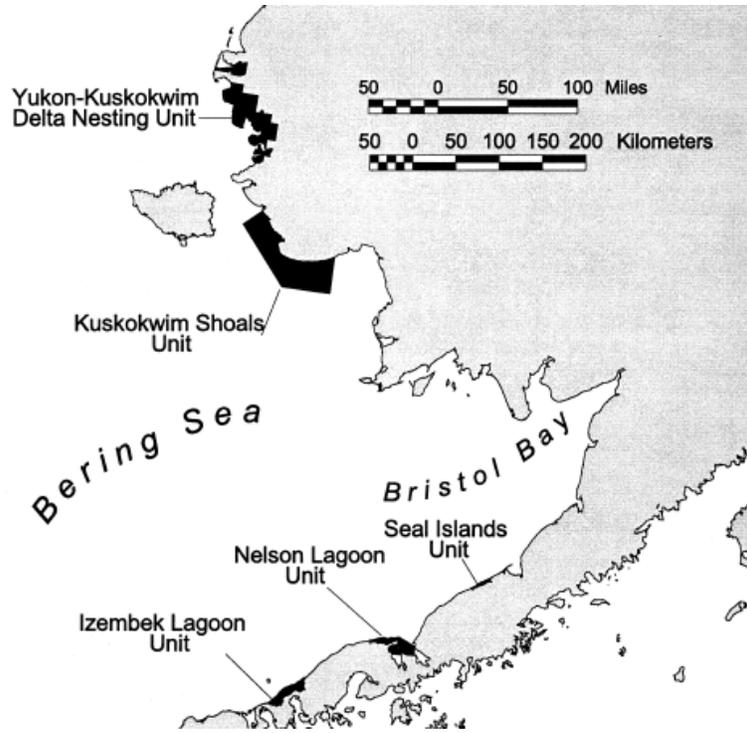 Yukon-Kuskokwim
Delta Nesting Unit
50 0 50 100 Miles
50 0 50 100 150 200 Kilometers
Kuskokwim Shoals
Unit
Bering Sea
Bristol Bay
Seal Islands
Unit
Nelson Lagoon
Unit
Izembek Lagoon
Unit